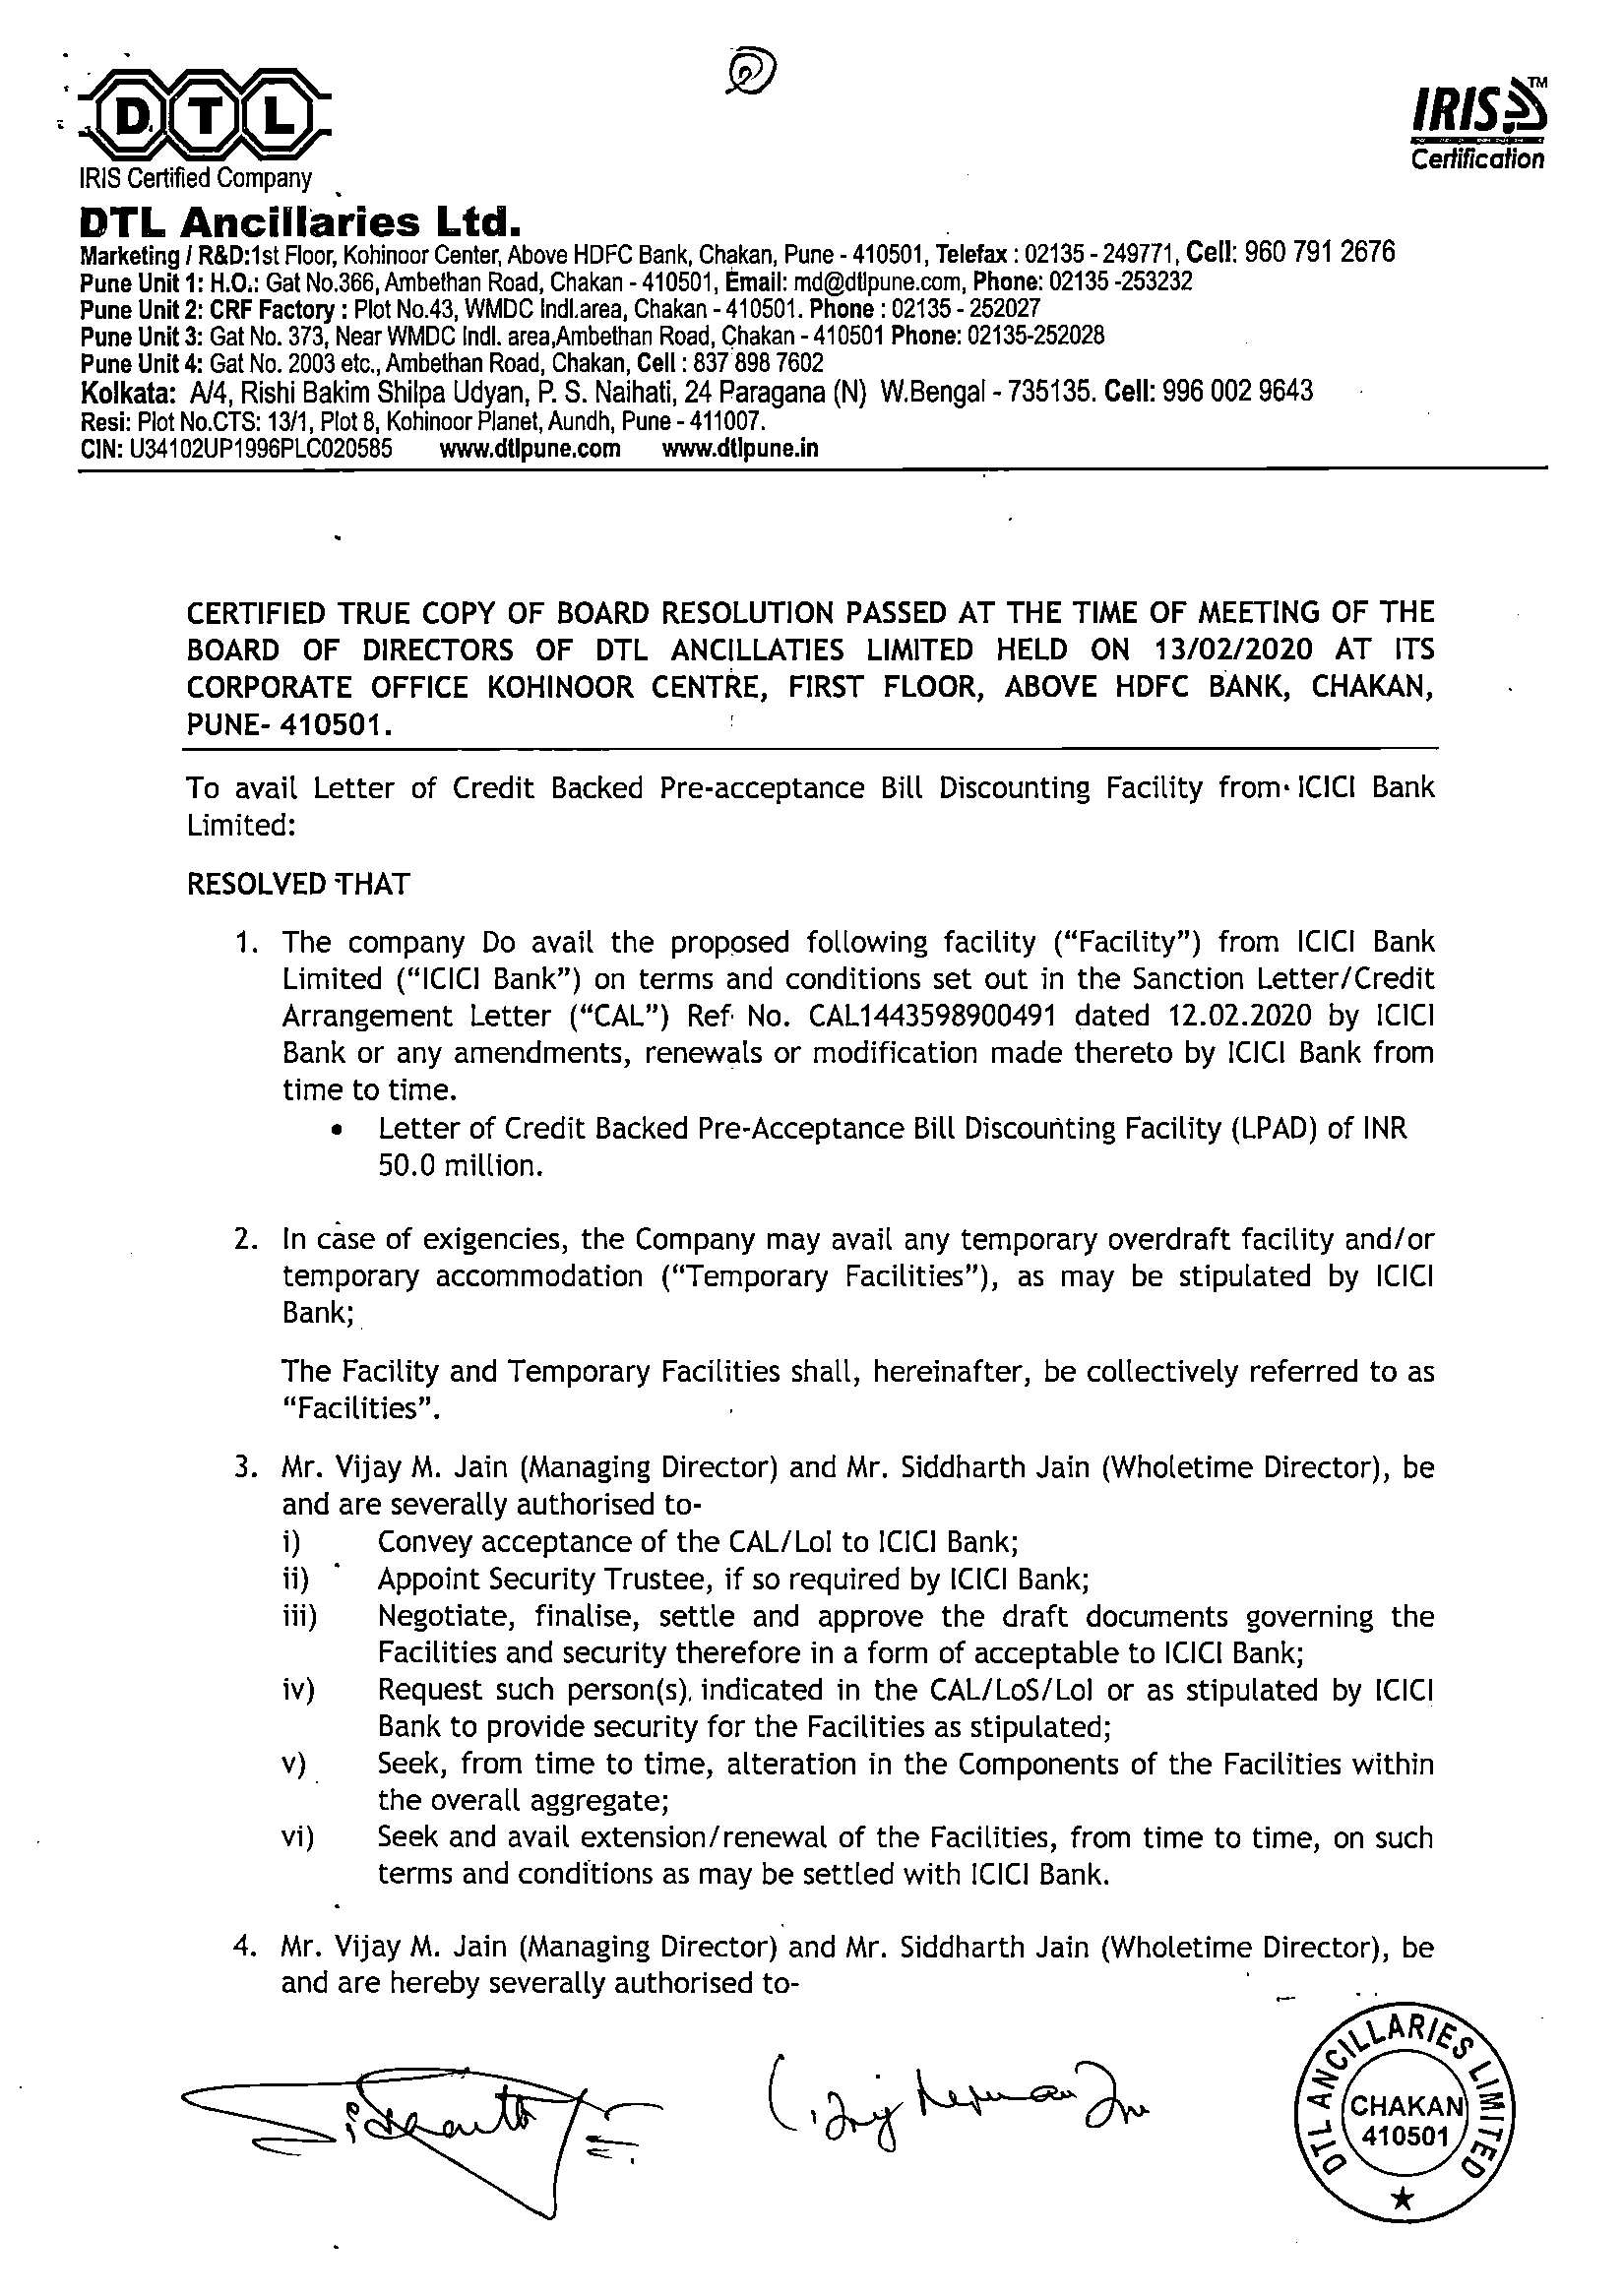 DTL
IRIS™
Certification
IRIS Certified Company
DTL Ancillaries Ltd.
Marketing / R&D:1st Floor, Kohinoor Center, Above HDFC Bank, Chakan, Pune - 410501, Telefax : 02135 - 249771, Cell: 960 791 2676
Pune Unit 1: H.O.: Gat No.366, Ambethan Road, Chakan - 410501, Email: md@dtlpune.com, Phone: 02135 -253232
Pune Unit 2: CRF Factory : Plot No.43, WMDC Indl.area, Chakan - 410501. Phone : 02135 - 252027
Pune Unit 3: Gat No. 373, Near WMDC Indl. area,Ambethan Road, Chakan - 410501 Phone: 02135-252028
Pune Unit 4: Gat No. 2003 etc., Ambethan Road, Chakan, Cell : 837 898 7602
Kolkata: A/4, Rishi Bakim Shilpa Udyan, P. S. Naihati, 24 Paragana (N) W.Bengal - 735135. Cell: 996 002 9643
Resi: Plot No.CTS: 13/1, Plot 8, Kohinoor Planet, Aundh, Pune - 411007.
CIN: U34102UP1996PLC020585 www.dtlpune.com www.dtlpune.in
CERTIFIED TRUE COPY OF BOARD RESOLUTION PASSED AT THE TIME OF MEETING OF THE
BOARD OF DIRECTORS OF DTL ANCILLATIES LIMITED HELD ON 13/02/2020 AT ITS
CORPORATE OFFICE KOHINOOR CENTRE, FIRST FLOOR, ABOVE HDFC BANK, CHAKAN,
PUNE- 410501.
To avail Letter of Credit Backed Pre-acceptance Bill Discounting Facility from ICICI Bank
Limited:
RESOLVED THAT
1. The company Do avail the proposed following facility (“Facility”) from ICICI Bank
Limited (“ICICI Bank”) on terms and conditions set out in the Sanction Letter/Credit
Arrangement Letter (“CAL”) Ref No. CAL1443598900491 dated 12.02.2020 by ICICI
Bank or any amendments, renewals or modification made thereto by ICICI Bank from
time to time.
• Letter of Credit Backed Pre-Acceptance Bill Discounting Facility (LPAD) of INR
50.0 million.
2. In case of exigencies, the Company may avail any temporary overdraft facility and/or
temporary accommodation (“Temporary Facilities”), as may be stipulated by ICICI
Bank;
The Facility and Temporary Facilities shall, hereinafter, be collectively referred to as
“Facilities”.
3. Mr. Vijay M. Jain (Managing Director) and Mr. Siddharth Jain (Wholetime Director), be
and are severally authorised to-
i) Convey acceptance of the CAL/LoI to ICICI Bank;
ii) Appoint Security Trustee, if so required by ICICI Bank;
iii) Negotiate, finalise, settle and approve the draft documents governing the
Facilities and security therefore in a form of acceptable to ICICI Bank;
iv) Request such person(s), indicated in the CAL/LoS/LoI or as stipulated by ICICI
Bank to provide security for the Facilities as stipulated;
v) Seek, from time to time, alteration in the Components of the Facilities within
the overall aggregate;
vi) Seek and avail extension/renewal of the Facilities, from time to time, on such
terms and conditions as may be settled with ICICI Bank.
4. Mr. Vijay M. Jain (Managing Director) and Mr. Siddharth Jain (Wholetime Director), be
and are hereby severally authorised to-
DTL ANCILLARIES LIMITED
CHAKAN
410501